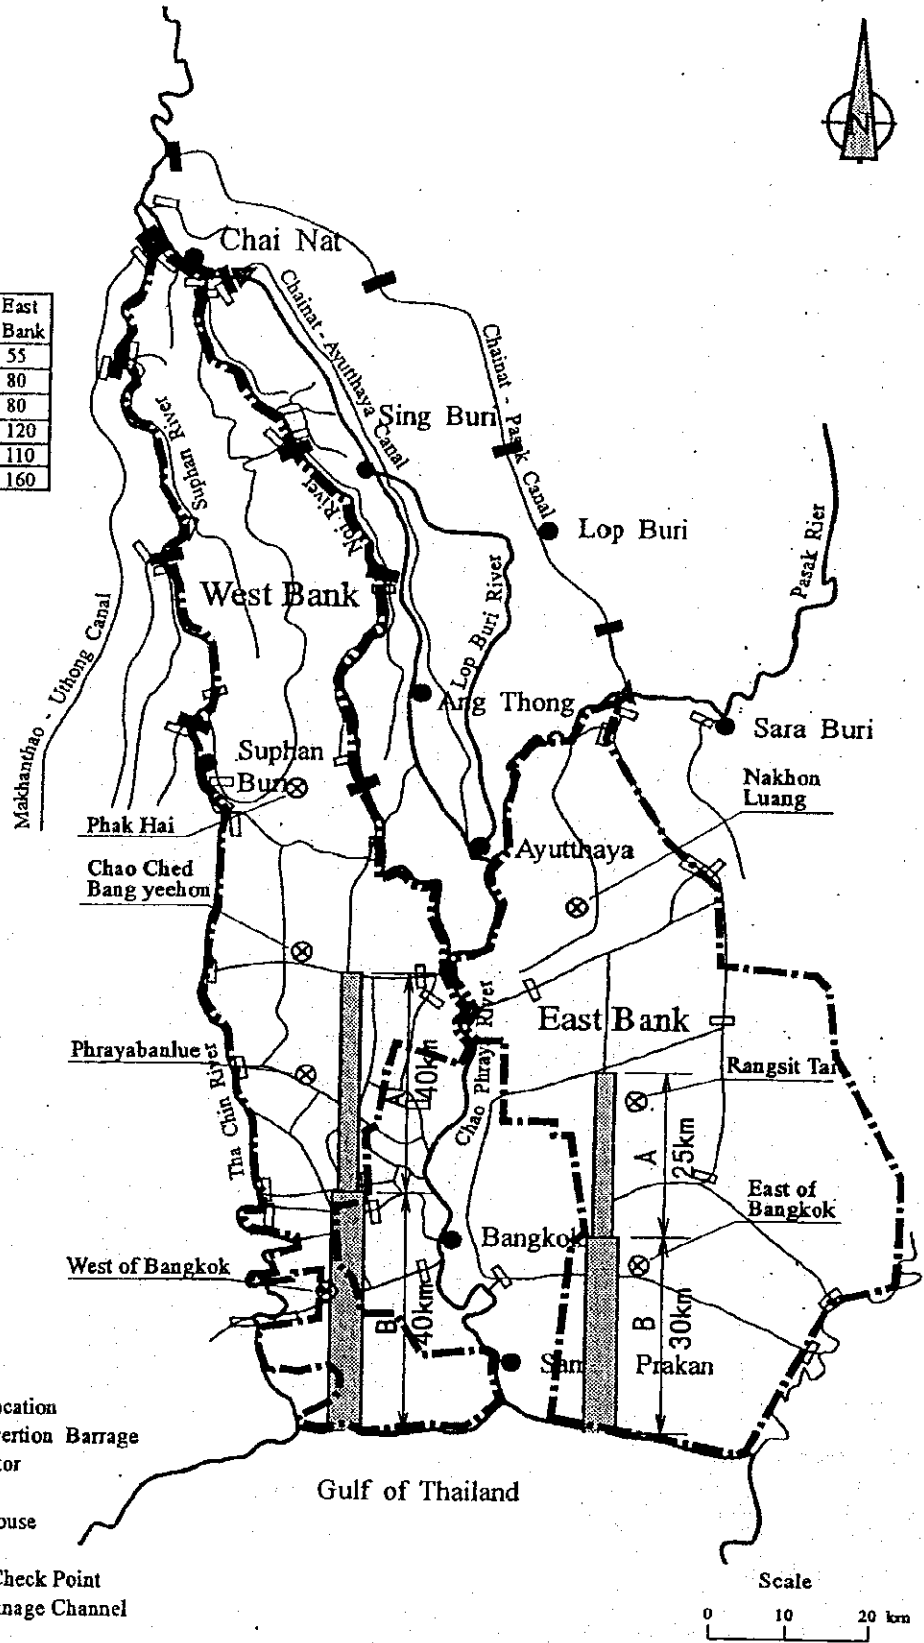 N
Chai Nat
East
Bank
55
80
80
120
110
160
Chainat - Ayutthaya Canal
Chainat - Pasak Canal
Sing Buri
Suphan River
Noi River
Lop Buri
Pasak Rier
West Bank
Lop Buri River
Makhanthao - Uthong Canal
Ang Thong
Sara Buri
Suphan
Buri
Nakhon
Luang
Phak Hai
Ayutthaya
Chao Ched
Bang yeehon
East Bank
Phrayabanlue
Tha Chin River
A
40km
Chao Phraya River
Rangsit Tai
A
25km
East of
Bangkok
Bangkok
West of Bangkok
B
40km
B
30km
Sam Prakan
cation
ertion Barrage
tor
Gulf of Thailand
ouse
Check Point
nage Channel
Scale
0 10 20 km